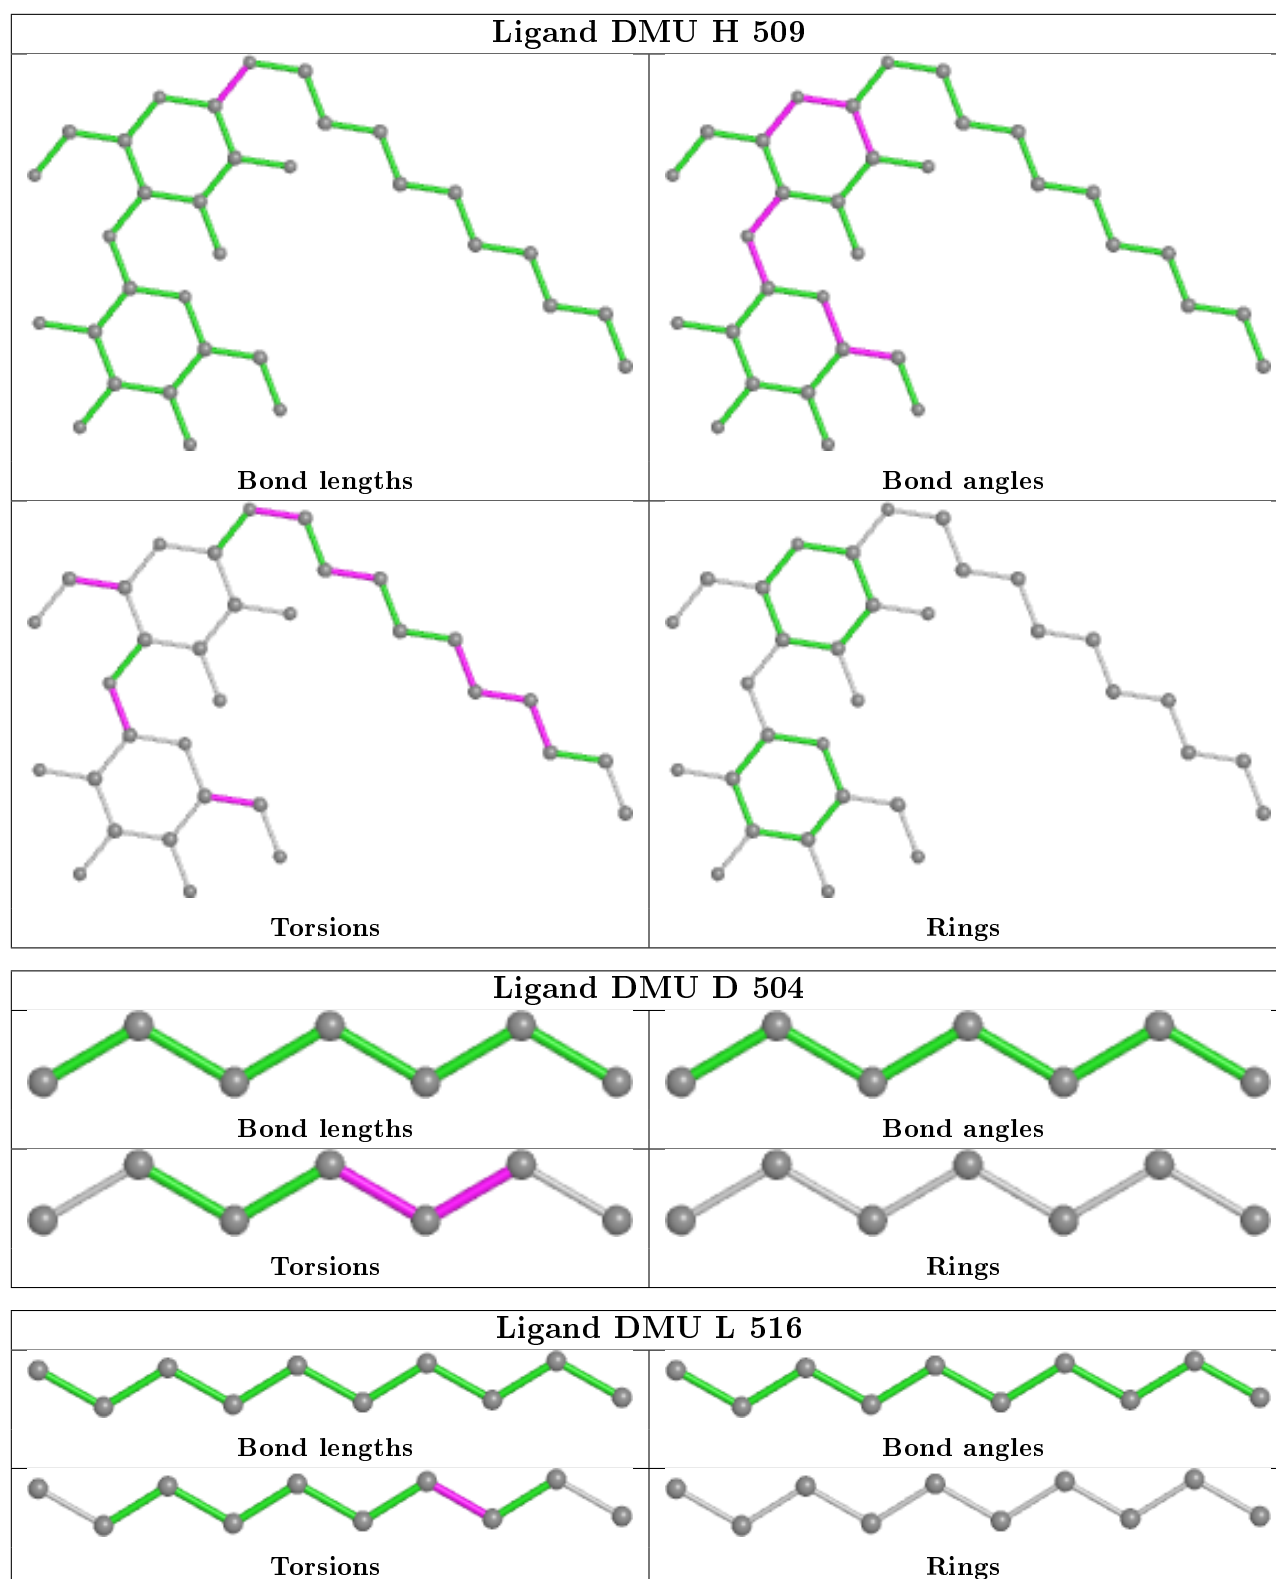 Ligand DMU H 509
Bond lengths
Bond angles
Torsions
Rings
Ligand DMU D 504
Bond lengths
Bond angles
Torsions
Rings
Ligand DMU L 516
Bond lengths
Bond angles
Torsions
Rings